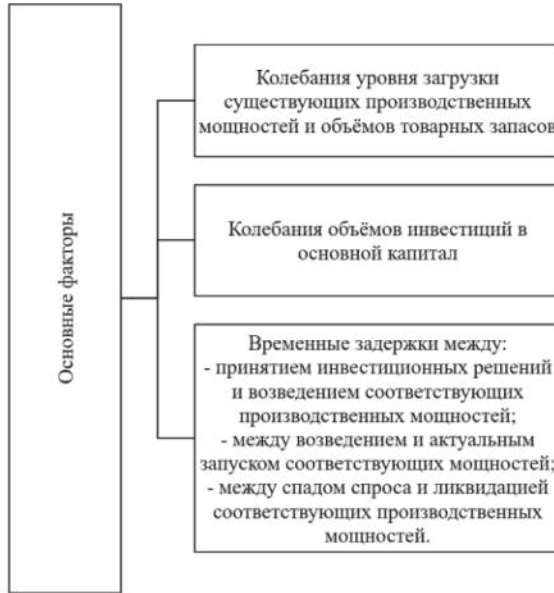 Основные факторы
Колебания уровня загрузки
существующих производственных
мощностей и объёмов товарных запасов
Колебания объёмов инвестиций в
основной капитал
Временные задержки между:
- принятием инвестиционных решений
и возведением соответствующих
производственных мощностей;
- между возведением и актуальным
запуском соответствующих мощностей;
- между спадом спроса и ликвидацией
соответствующих производственных
мощностей.